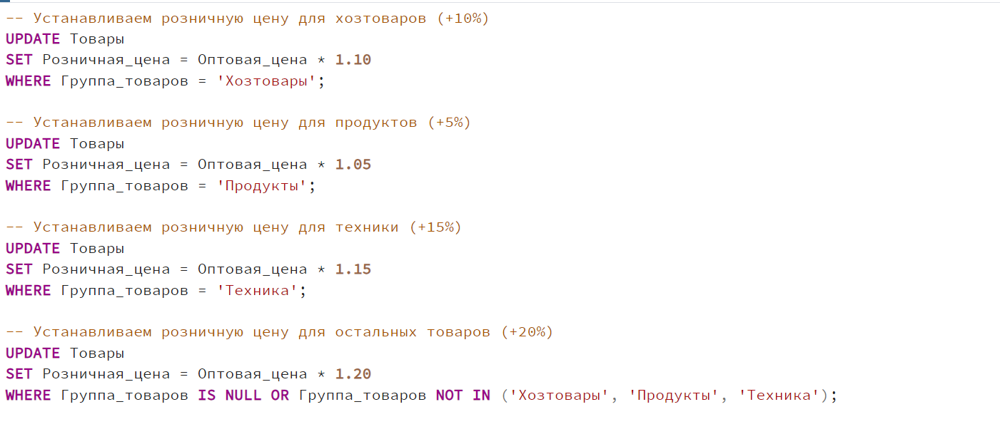 -- Устанавливаем розничную цену для хозтоваров (+10%)
UPDATE Товары
SET Розничная_цена = Оптовая_цена * 1.10
WHERE Группа_товаров = 'Хозтовары';
-- Устанавливаем розничную цену для продуктов (+5%)
UPDATE Товары
SET Розничная_цена = Оптовая_цена * 1.05
WHERE Группа_товаров = 'Продукты';
-- Устанавливаем розничную цену для техники (+15%)
UPDATE Товары
SET Розничная_цена = Оптовая_цена * 1.15
WHERE Группа_товаров = 'Техника';
-- Устанавливаем розничную цену для остальных товаров (+20%)
UPDATE Товары
SET Розничная_цена = Оптовая_цена * 1.20
WHERE Группа_товаров IS NULL OR Группа_товаров NOT IN ('Хозтовары', 'Продукты', 'Техника');